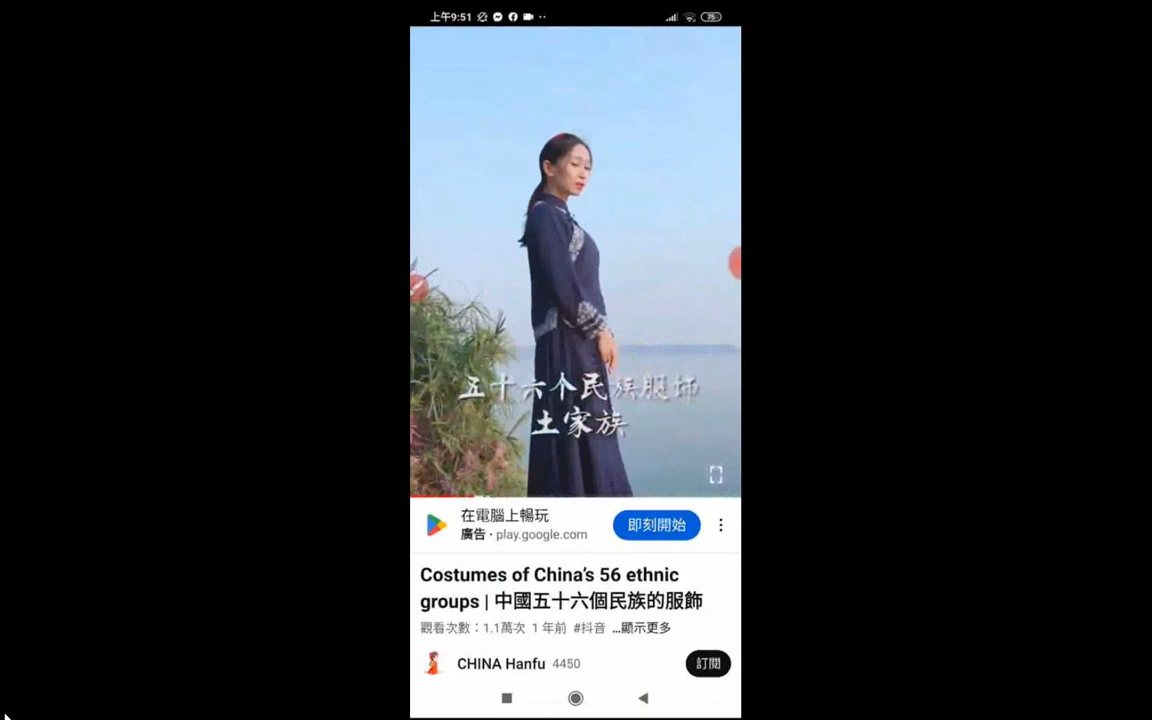 上午9:51
75
五十六个民族服饰
土家族
在電腦上暢玩
廣告 · play.google.com
即刻開始
Costumes of China's 56 ethnic
groups | 中國五十六個民族的服飾
觀看次數：1.1萬次 1 年前 #抖音 ...顯示更多
CHINA Hanfu 4450
訂閱